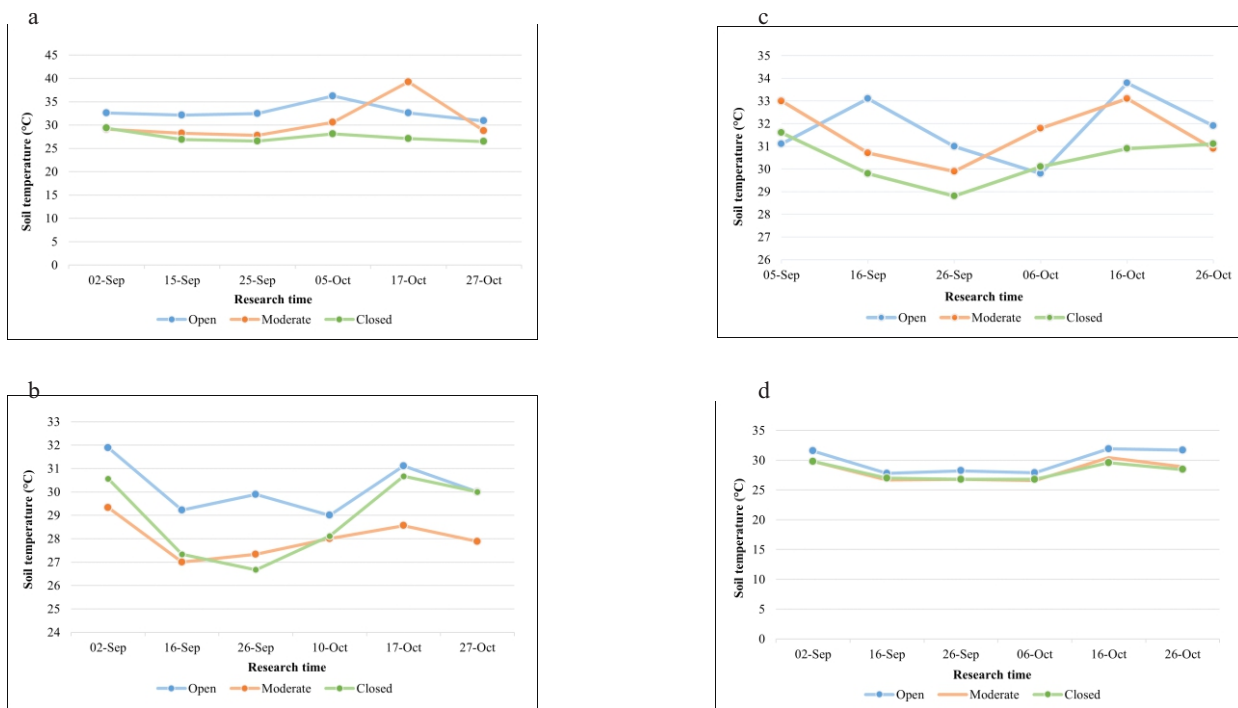 a
45
40
35
30
25
20
15
10
5
0
Soil temperature (°C)
02-Sep 15-Sep 25-Sep 05-Oct 17-Oct 27-Oct
Research time
Open Moderate Closed
c
35
34
33
32
31
30
29
28
27
26
Soil temperature (°C)
05-Sep 16-Sep 26-Sep 06-Oct 16-Oct 26-Oct
Research time
Open Moderate Closed
b
33
32
31
30
29
28
27
26
25
24
Soil temperature (°C)
02-Sep 16-Sep 26-Sep 10-Oct 17-Oct 27-Oct
Research time
Open Moderate Closed
d
35
30
25
20
15
10
5
0
Soil temperature (°C)
02-Sep 16-Sep 26-Sep 06-Oct 16-Oct 26-Oct
Research time
Open Moderate Closed